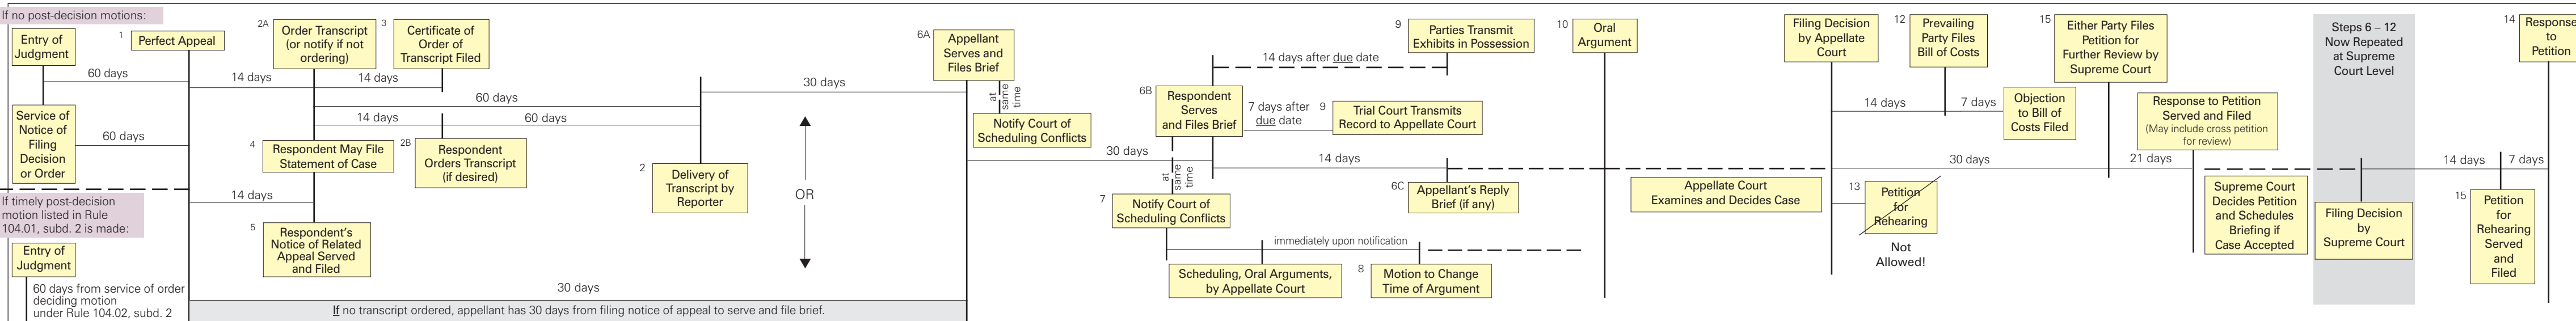 If no post-decision motions:
Entry of
Judgment
60 days
Service of
Notice of
Filing
Decision
or Order
60 days
If timely post-decision
motion listed in Rule
104.01, subd. 2 is made:
Entry of
Judgment
60 days from service of order
deciding motion
under Rule 104.02, subd. 2
1
Perfect Appeal
14 days
14 days
2A
Order Transcript
(or notify if not
ordering)
3
Certificate of
Order of
Transcript Filed
60 days
14 days
60 days
4
Respondent May File
Statement of Case
2B
Respondent
Orders Transcript
(if desired)
2
Delivery of
Transcript by
Reporter
14 days
5
Respondent's
Notice of Related
Appeal Served
and Filed
30 days
OR
30 days
If no transcript ordered, appellant has 30 days from filing notice of appeal to serve and file brief.
6A
Appellant
Serves and
Files Brief
at
same
time
Notify Court of
Scheduling Conflicts
30 days
6B
Respondent
Serves
and Files Brief
at
same
time
7
Notify Court of
Scheduling Conflicts
14 days after due date
9
Parties Transmit
Exhibits in Possession
7 days after
due date
9
Trial Court Transmits
Record to Appellate Court
14 days
6C
Appellant's Reply
Brief (if any)
immediately upon notification
Scheduling, Oral Arguments,
by Appellate Court
8
Motion to Change
Time of Argument
10
Oral
Argument
Appellate Court
Examines and Decides Case
Filing Decision
by Appellate
Court
12
Prevailing
Party Files
Bill of Costs
14 days
7 days
Objection
to Bill of
Costs Filed
13
Petition
for
Rehearing
Not
Allowed!
15
Either Party Files
Petition for
Further Review by
Supreme Court
30 days
21 days
Response to Petition
Served and Filed
(May include cross petition
for review)
Supreme Court
Decides Petition
and Schedules
Briefing if
Case Accepted
Steps 6 – 12
Now Repeated
at Supreme
Court Level
Filing Decision
by
Supreme Court
14 days
7 days
15
Petition
for
Rehearing
Served
and
Filed
14
Response
to
Petition